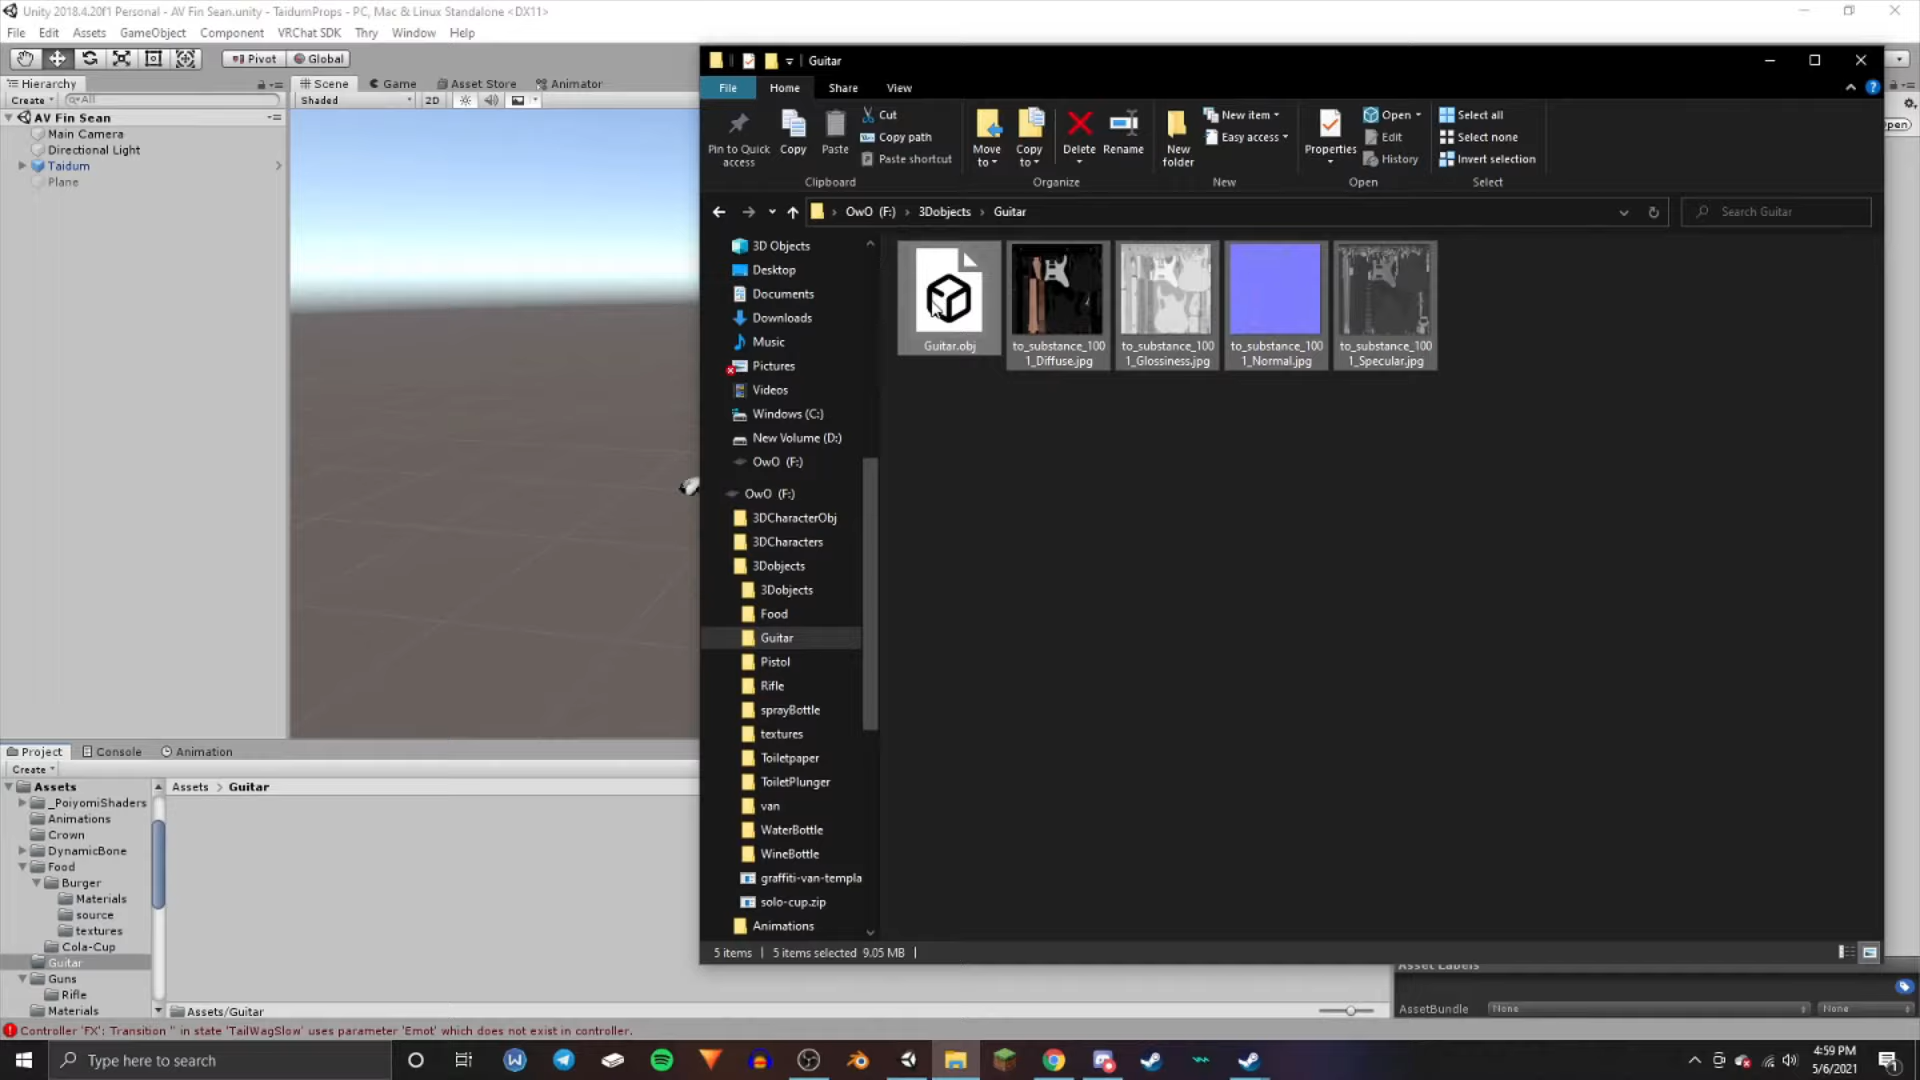 Unity 2018.4.20f1 Personal - AV Fin Sean.unity - TaidumProps - PC, Mac & Linux Standalone <DX11>
File Edit Assets GameObject Component VRChat SDK Thry Window Help
Pivot Global
Hierarchy
Create All
AV Fin Sean
Main Camera
Directional Light
Taidum
Plane
Scene Game Asset Store Animator
Shaded 2D
Guitar
File Home Share View
Pin to Quick access
Copy
Paste
Cut
Copy path
Paste shortcut
Clipboard
Move to
Copy to
Delete
Rename
Organize
New folder
New item
Easy access
New
Properties
Open
Edit
History
Open
Select all
Select none
Invert selection
Select
OwO (F:) 3Dobjects Guitar
Search Guitar
3D Objects
Desktop
Documents
Downloads
Music
Pictures
Videos
Windows (C:)
New Volume (D:)
OwO (F:)
OwO (F:)
3DCharacterObj
3DCharacters
3Dobjects
3Dobjects
Food
Guitar
Pistol
Rifle
sprayBottle
textures
Toiletpaper
ToiletPlunger
van
WaterBottle
WineBottle
graffiti-van-templa
solo-cup.zip
Animations
Guitar.obj
to_substance_100
1_Diffuse.jpg
to_substance_100
1_Glossiness.jpg
to_substance_100
1_Normal.jpg
to_substance_100
1_Specular.jpg
5 items 5 items selected 9.05 MB
Project Console Animation
Create
Assets
_PoiyomiShaders
Animations
Crown
DynamicBone
Food
Burger
Materials
source
textures
Cola-Cup
Guitar
Guns
Rifle
Materials
Assets > Guitar
Assets/Guitar
Asset Labels
AssetBundle None None
Controller 'FX': Transition '' in state 'TailWagSlow' uses parameter 'Emot' which does not exist in controller.
Type here to search
4:59 PM
5/6/2021